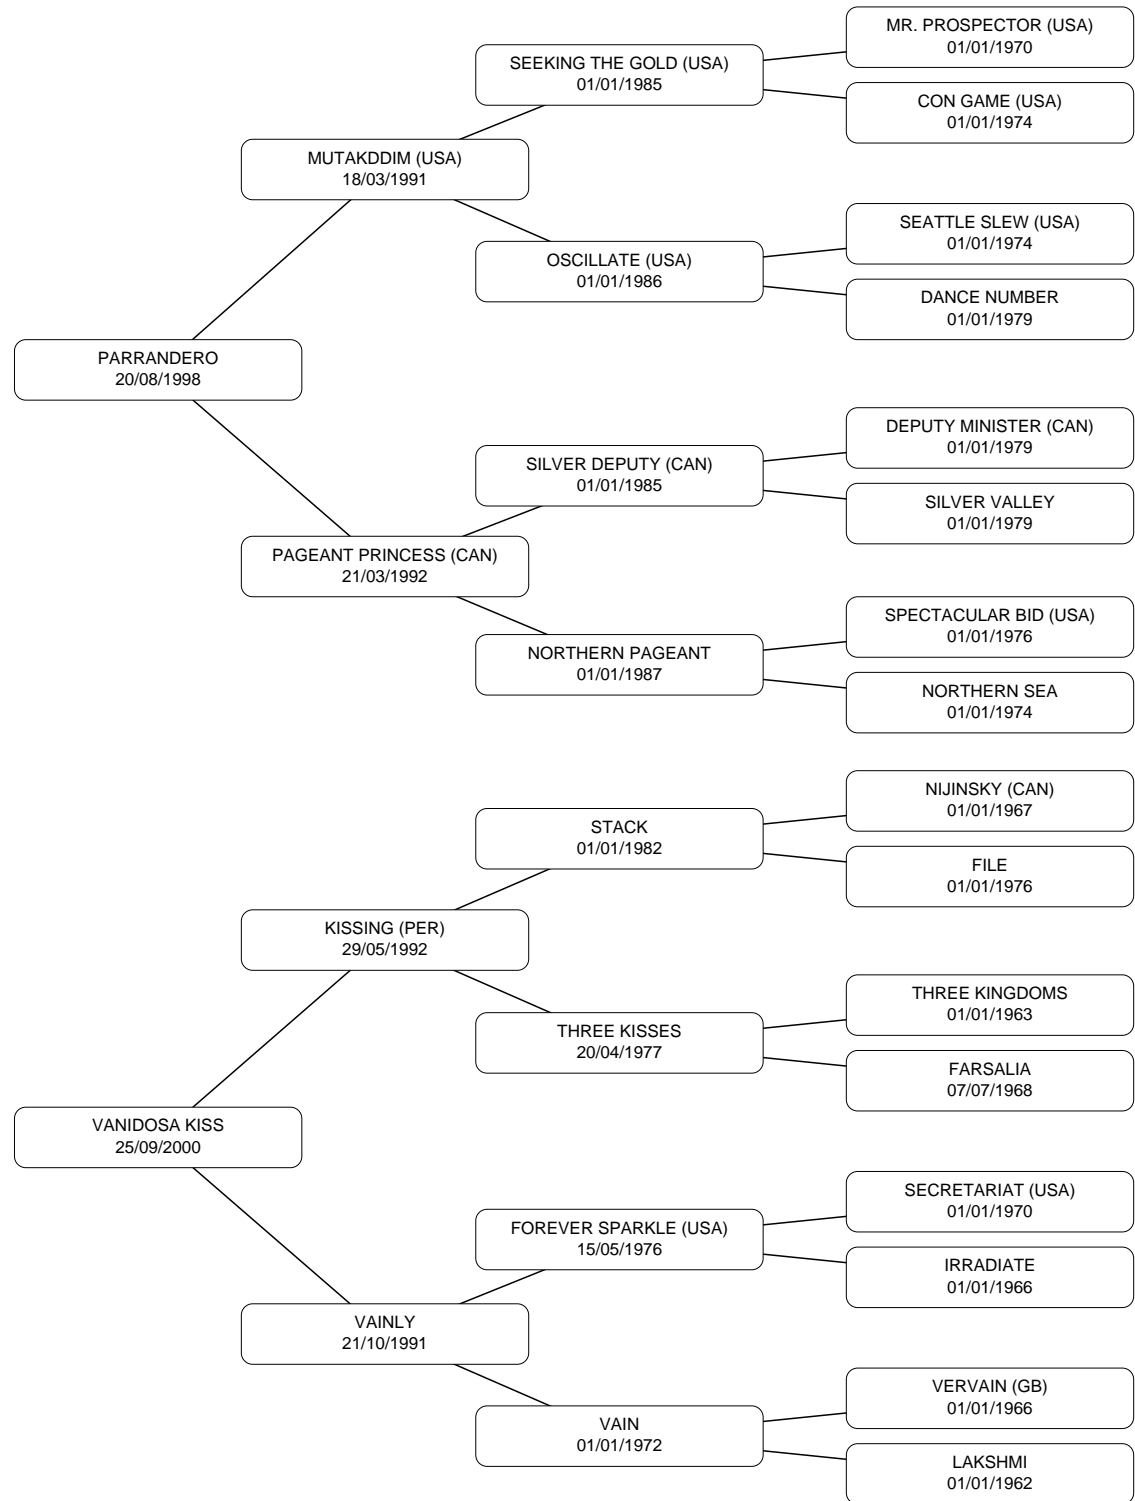 MR. PROSPECTOR (USA)
01/01/1970
SEEKING THE GOLD (USA)
01/01/1985
CON GAME (USA)
01/01/1974
MUTAKDDIM (USA)
18/03/1991
SEATTLE SLEW (USA)
01/01/1974
OSCILLATE (USA)
01/01/1986
DANCE NUMBER
01/01/1979
PARRANDERO
20/08/1998
DEPUTY MINISTER (CAN)
01/01/1979
SILVER DEPUTY (CAN)
01/01/1985
SILVER VALLEY
01/01/1979
PAGEANT PRINCESS (CAN)
21/03/1992
SPECTACULAR BID (USA)
01/01/1976
NORTHERN PAGEANT
01/01/1987
NORTHERN SEA
01/01/1974
NIJINSKY (CAN)
01/01/1967
STACK
01/01/1982
FILE
01/01/1976
KISSING (PER)
29/05/1992
THREE KINGDOMS
01/01/1963
THREE KISSES
20/04/1977
FARSALIA
07/07/1968
VANIDOSA KISS
25/09/2000
SECRETARIAT (USA)
01/01/1970
FOREVER SPARKLE (USA)
15/05/1976
IRRADIATE
01/01/1966
VAINLY
21/10/1991
VERVAIN (GB)
01/01/1966
VAIN
01/01/1972
LAKSHMI
01/01/1962